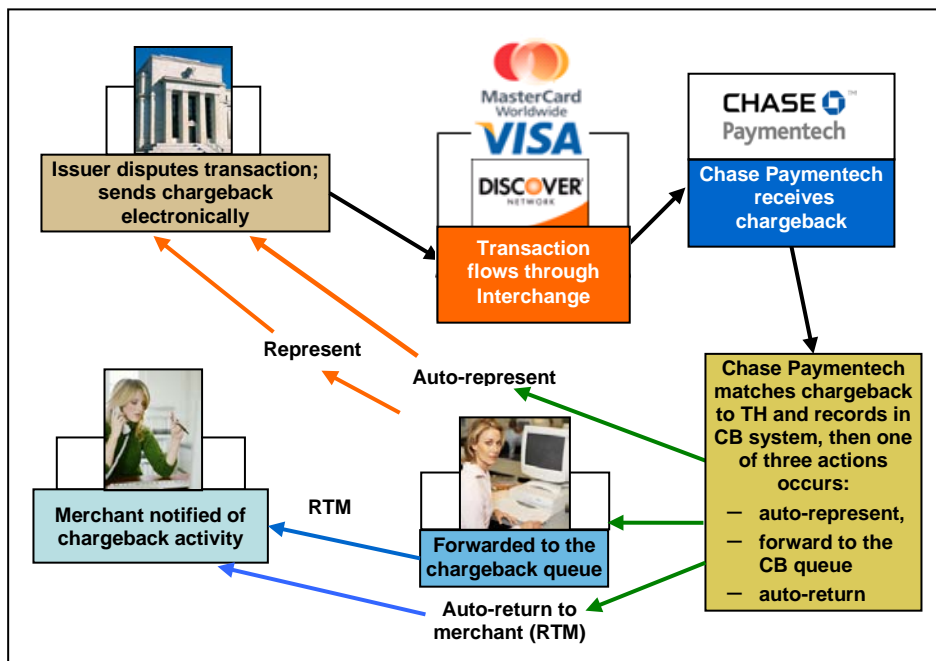 MasterCard
Worldwide
VISA
DISCOVER
NETWORK
CHASE
Paymentech
TM
Issuer disputes transaction;
sends chargeback
electronically
Transaction
flows through
Interchange
Chase Paymentech
receives
chargeback
Represent
Auto-represent
Chase Paymentech
matches chargeback
to TH and records in
CB system, then one
of three actions
occurs:
– auto-represent,
– forward to the
CB queue
– auto-return
Merchant notified of
chargeback activity
RTM
Forwarded to the
chargeback queue
Auto-return to
merchant (RTM)